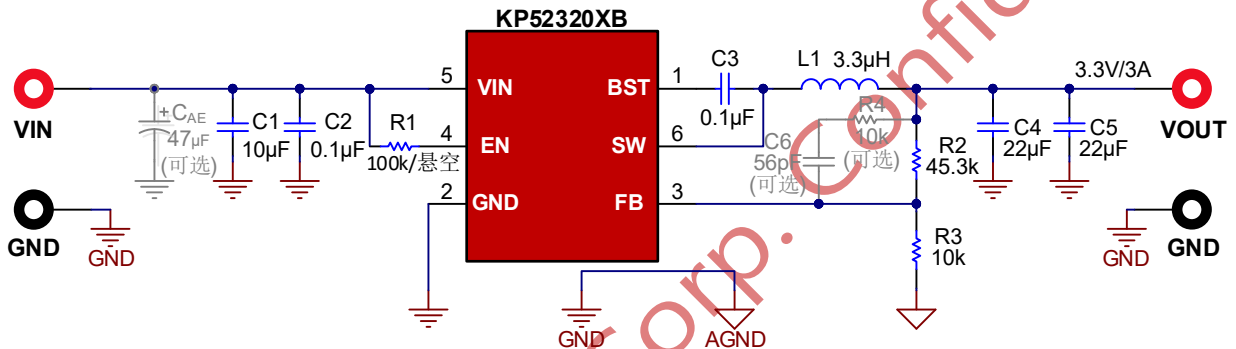 KP52320XB
VIN
GND
GND
+
CAE
47µF
(可选)
C1
10µF
C2
0.1µF
R1
100k/悬空
5
4
2
VIN
EN
GND
BST
SW
FB
1
6
3
C3
0.1µF
L1 3.3µH
R4
10k
(可选)
C6
56pF
(可选)
R2
45.3k
R3
10k
C4
22µF
C5
22µF
3.3V/3A
VOUT
GND
GND
GND
AGND
Corp. Confid